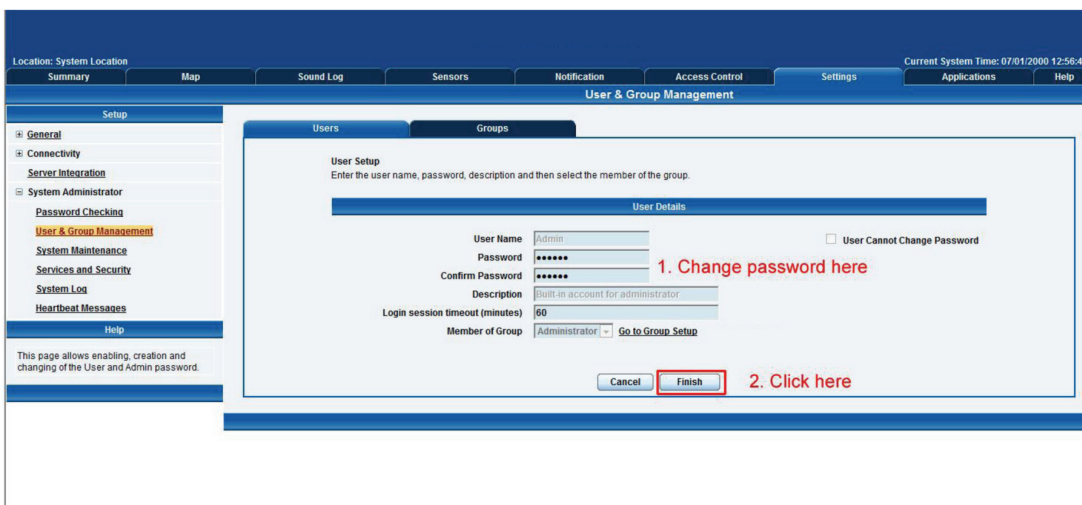 Location: System Location
Current System Time: 07/01/2000 12:56:4
Summary Map Sound Log Sensors Notification Access Control Settings Applications Help
User & Group Management
Setup
General
Connectivity
Server Integration
System Administrator
Password Checking
User & Group Management
System Maintenance
Services and Security
System Log
Heartbeat Messages
Help
This page allows enabling, creation and
changing of the User and Admin password.
Users Groups
User Setup
Enter the user name, password, description and then select the member of the group.
User Details
User Name Admin User Cannot Change Password
Password ••••••
1. Change password here
Confirm Password ••••••
Description Built-in account for administrator
Login session timeout (minutes) 60
Member of Group Administrator Go to Group Setup
Cancel Finish 2. Click here